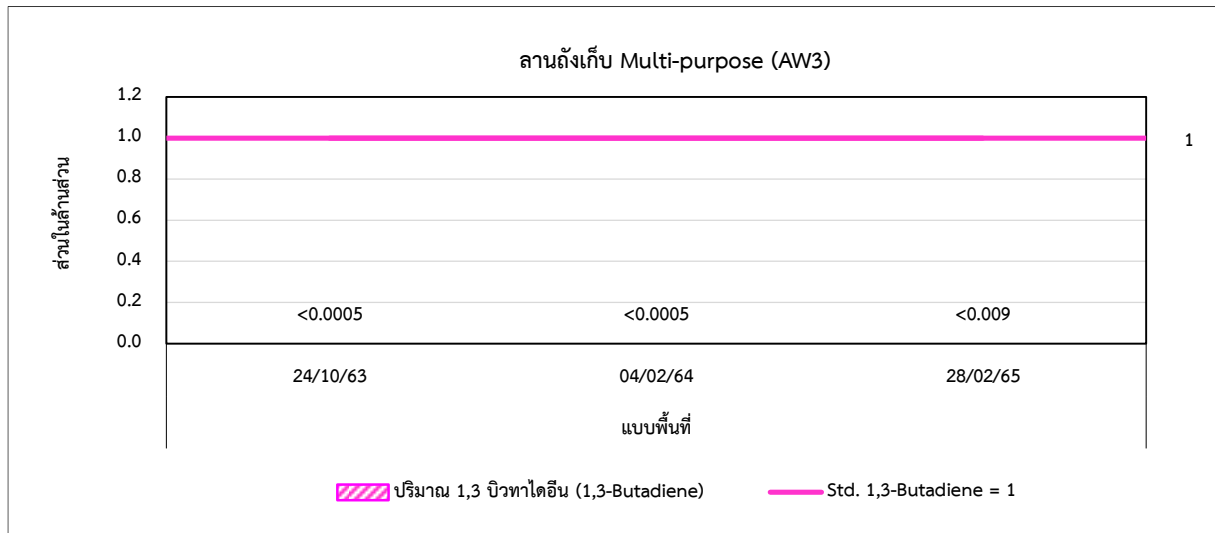 ลานถังเก็บ Multi-purpose (AW3)
1.2
1.0
0.8
0.6
0.4
0.2
0.0
ส่วนในล้านส่วน
1
<0.0005 <0.0005 <0.009
24/10/63 04/02/64 28/02/65
แบบพื้นที่
ปริมาณ 1,3 บิวทาไดอีน (1,3-Butadiene) Std. 1,3-Butadiene = 1